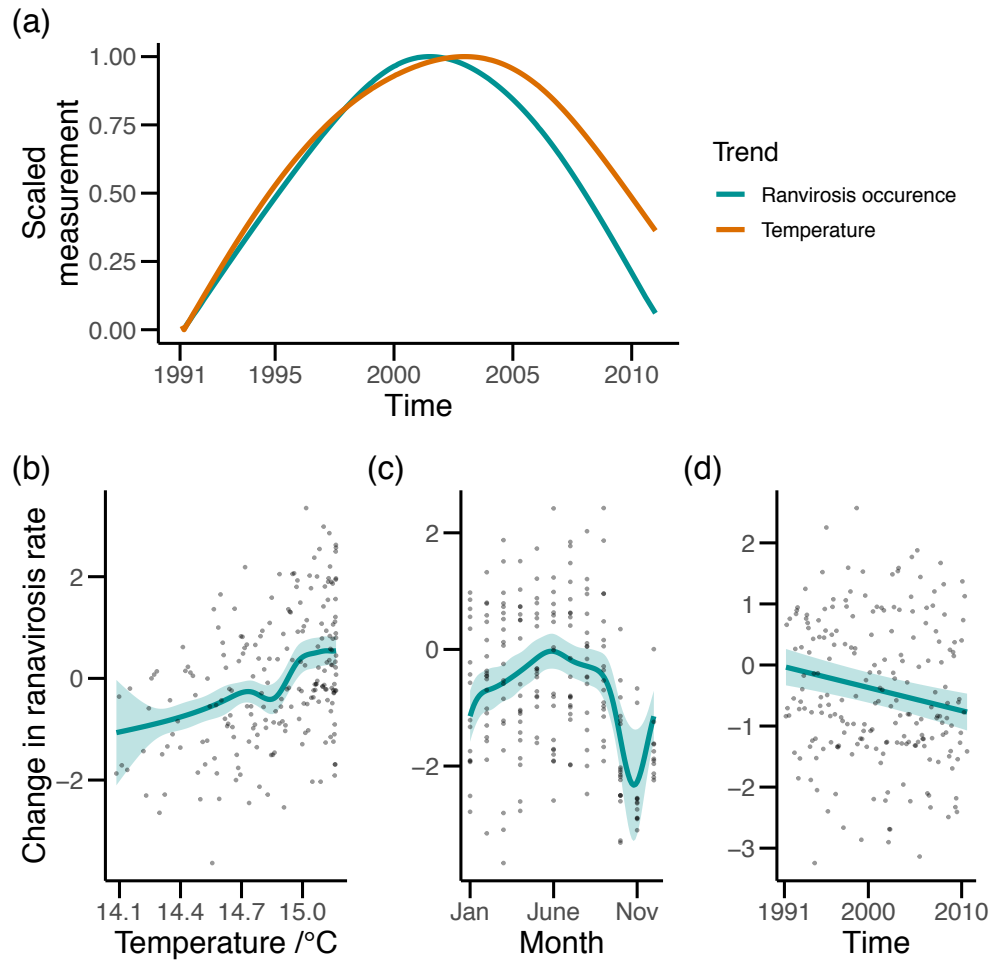 (a)
Scaled
measurement
1.00
0.75
0.50
0.25
0.00
1991
1995
2000
2005
2010
Time
Trend
Ranvirosis occurence
Temperature
(b)
Change in ranavirosis rate
2
0
−2
14.1
14.4
14.7
15.0
Temperature /°C
(c)
2
0
−2
Jan
June
Nov
Month
(d)
2
1
0
−1
−2
−3
1991
2000
2010
Time